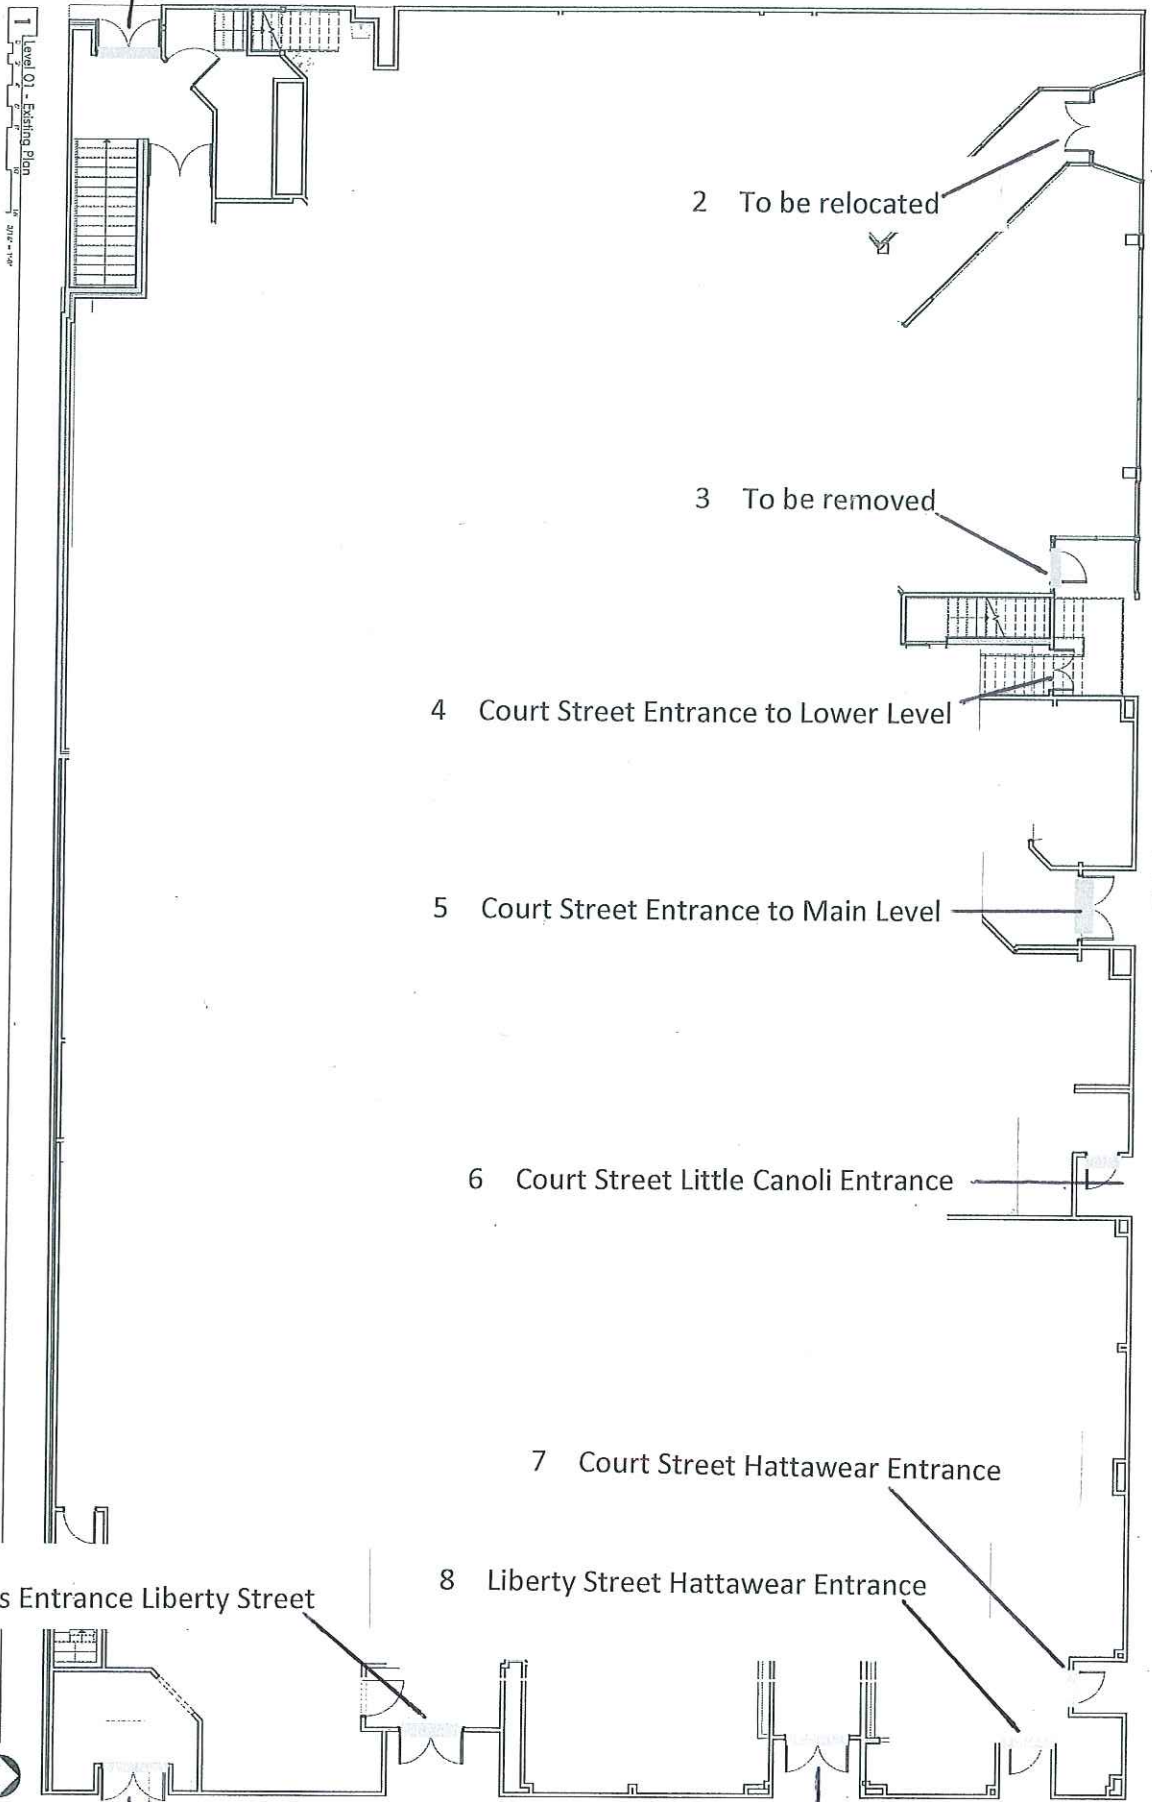 1
Level 01 - Existing Plan
2 To be relocated
3 To be removed
4 Court Street Entrance to Lower Level
5 Court Street Entrance to Main Level
6 Court Street Little Canoli Entrance
7 Court Street Hattawear Entrance
8 Liberty Street Hattawear Entrance
s Entrance Liberty Street